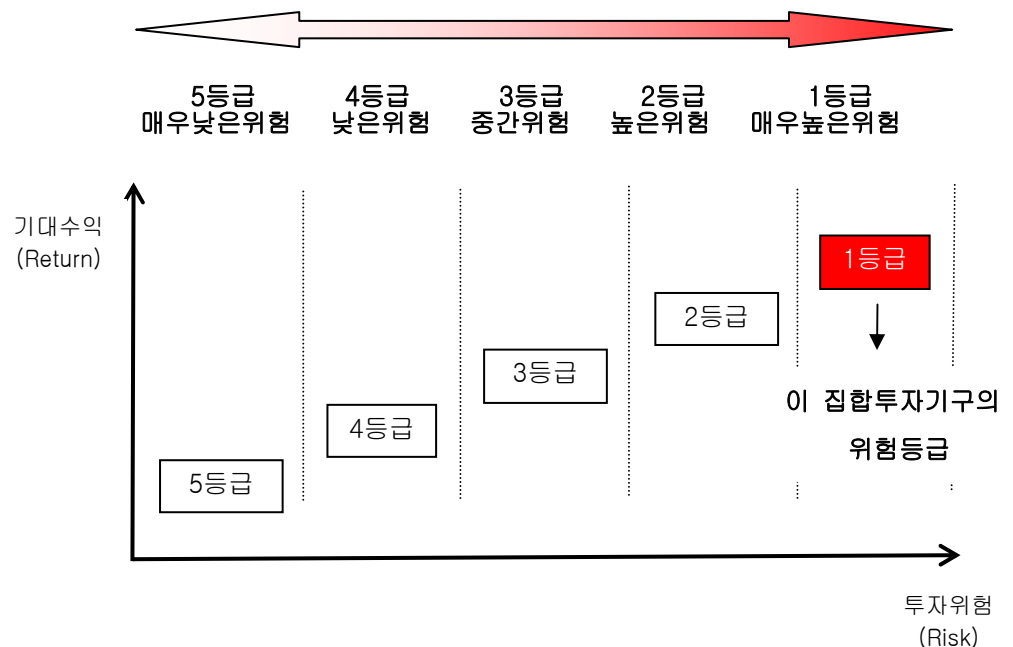 5등급 4등급 3등급 2등급 1등급
매우낮은위험 낮은위험 중간위험 높은위험 매우높은위험
기대수익
(Return)
1등급
2등급
3등급
이 집합투자기구의
4등급
위험등급
5등급
투자위험
(Risk)